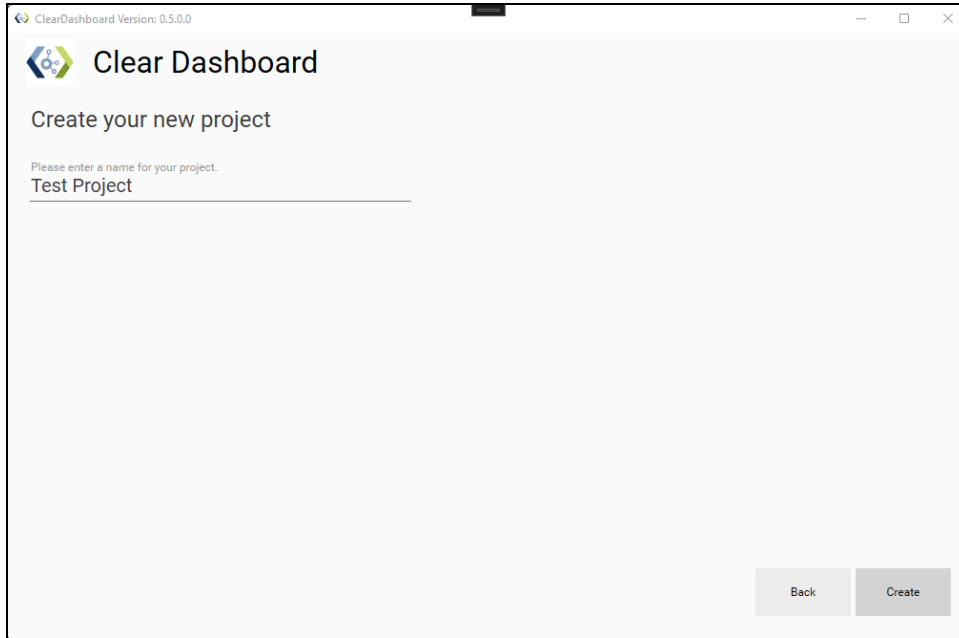 ClearDashboard Version: 0.5.0.0
Clear Dashboard
Create your new project
Please enter a name for your project.
Test Project
Back
Create